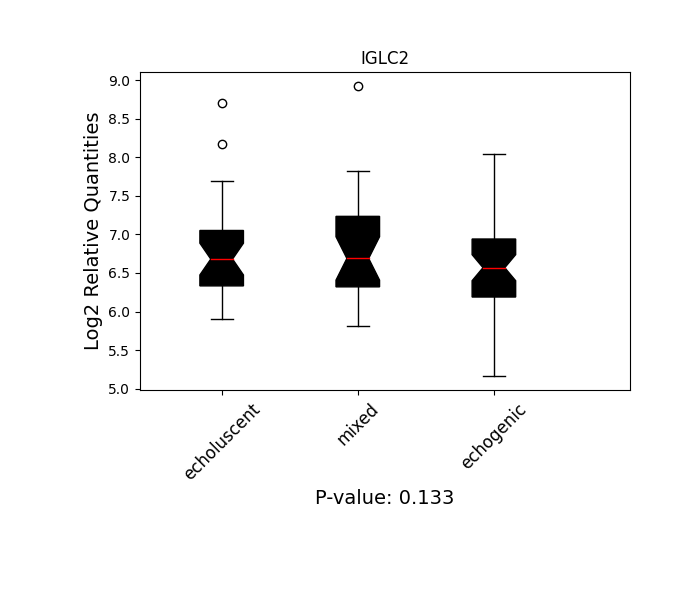 IGLC2
Log2 Relative Quantities
9.0
8.5
8.0
7.5
7.0
6.5
6.0
5.5
5.0
echoluscent
mixed
echogenic
P-value: 0.133